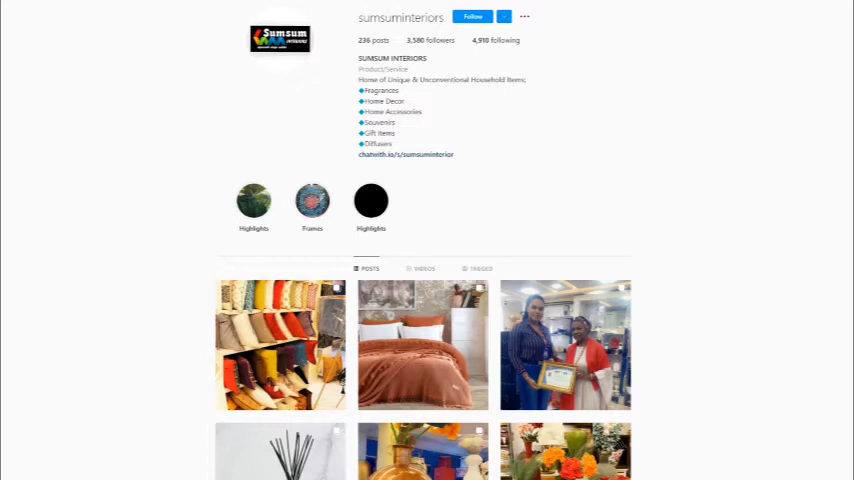 Sumsum
INTERIORS
sumsuminteriors
Follow
236 posts 3,580 followers 4,910 following
SUMSUM INTERIORS
Product/Service
Home of Unique & Unconventional Household Items;
◆Fragrances
◆Home Decor
◆Home Accessories
◆Souvenirs
◆Gift Items
◆Diffusers
chatwith.io/s/sumsuminterior
Highlights Frames Highlights
POSTS VIDEOS TAGGED